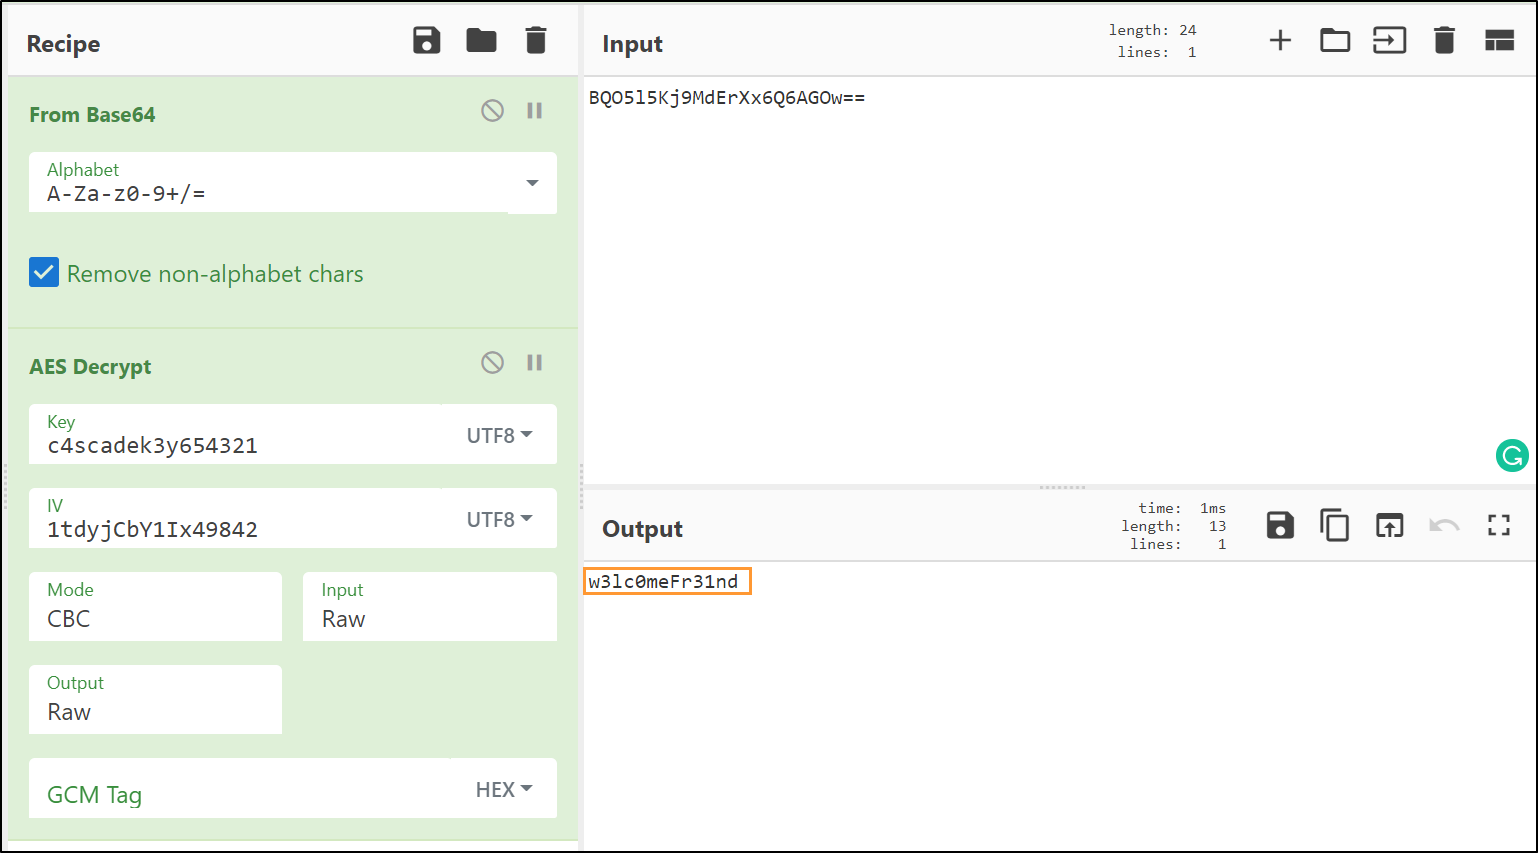 Recipe
From Base64
Alphabet
A-Za-z0-9+/=
Remove non-alphabet chars
AES Decrypt
Key
c4scadek3y654321
UTF8
IV
1tdyjCbY1Ix49842
UTF8
Mode
CBC
Input
Raw
Output
Raw
GCM Tag
HEX
Input
length: 24
lines: 1
BQO5l5Kj9MdErXx6Q6AGOw==
Output
time: 1ms
length: 13
lines: 1
w3lc0meFr31nd